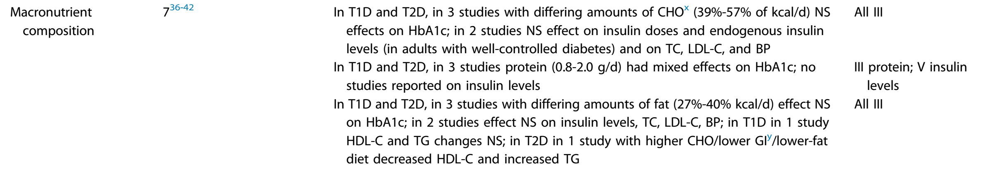 Macronutrient
composition
7 36-42
In T1D and T2D, in 3 studies with differing amounts of CHOx (39%-57% of kcal/d) NS
effects on HbA1c; in 2 studies NS effect on insulin doses and endogenous insulin
levels (in adults with well-controlled diabetes) and on TC, LDL-C, and BP
All III
In T1D and T2D, in 3 studies protein (0.8-2.0 g/d) had mixed effects on HbA1c; no
studies reported on insulin levels
III protein; V insulin
levels
In T1D and T2D, in 3 studies with differing amounts of fat (27%-40% kcal/d) effect NS
on HbA1c; in 2 studies effect NS on insulin levels, TC, LDL-C, BP; in T1D in 1 study
HDL-C and TG changes NS; in T2D in 1 study with higher CHO/lower GIy/lower-fat
diet decreased HDL-C and increased TG
All III